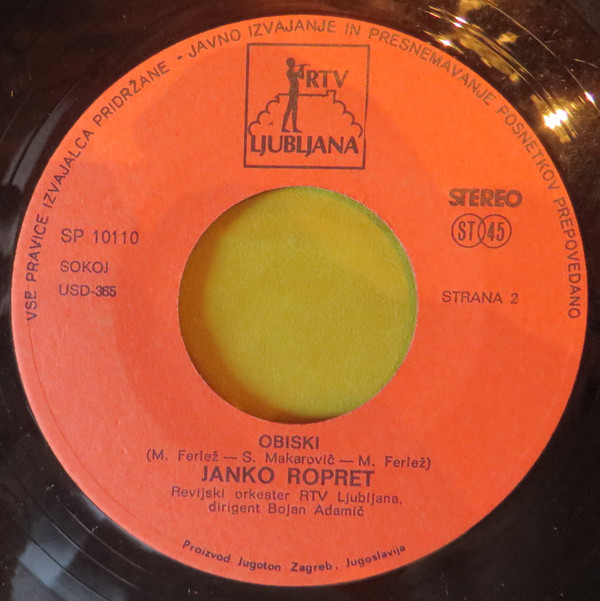 VSE PRAVICE IZVAJALCA PRIDRŽANE - JAVNO IZVAJANJE IN PRESNEMAVANJE POSNETKOV PREPOVEDANO
RTV
LJUBLJANA
STEREO
ST 45
SP 10110
SOKOJ
USD-365
STRANA 2
OBISKI
(M. Ferlež — S. Makarovič — M. Ferlež)
JANKO ROPRET
Revijski orkester RTV Ljubljana,
dirigent Bojan Adamič
Proizvod Jugoton Zagreb, Jugoslavija